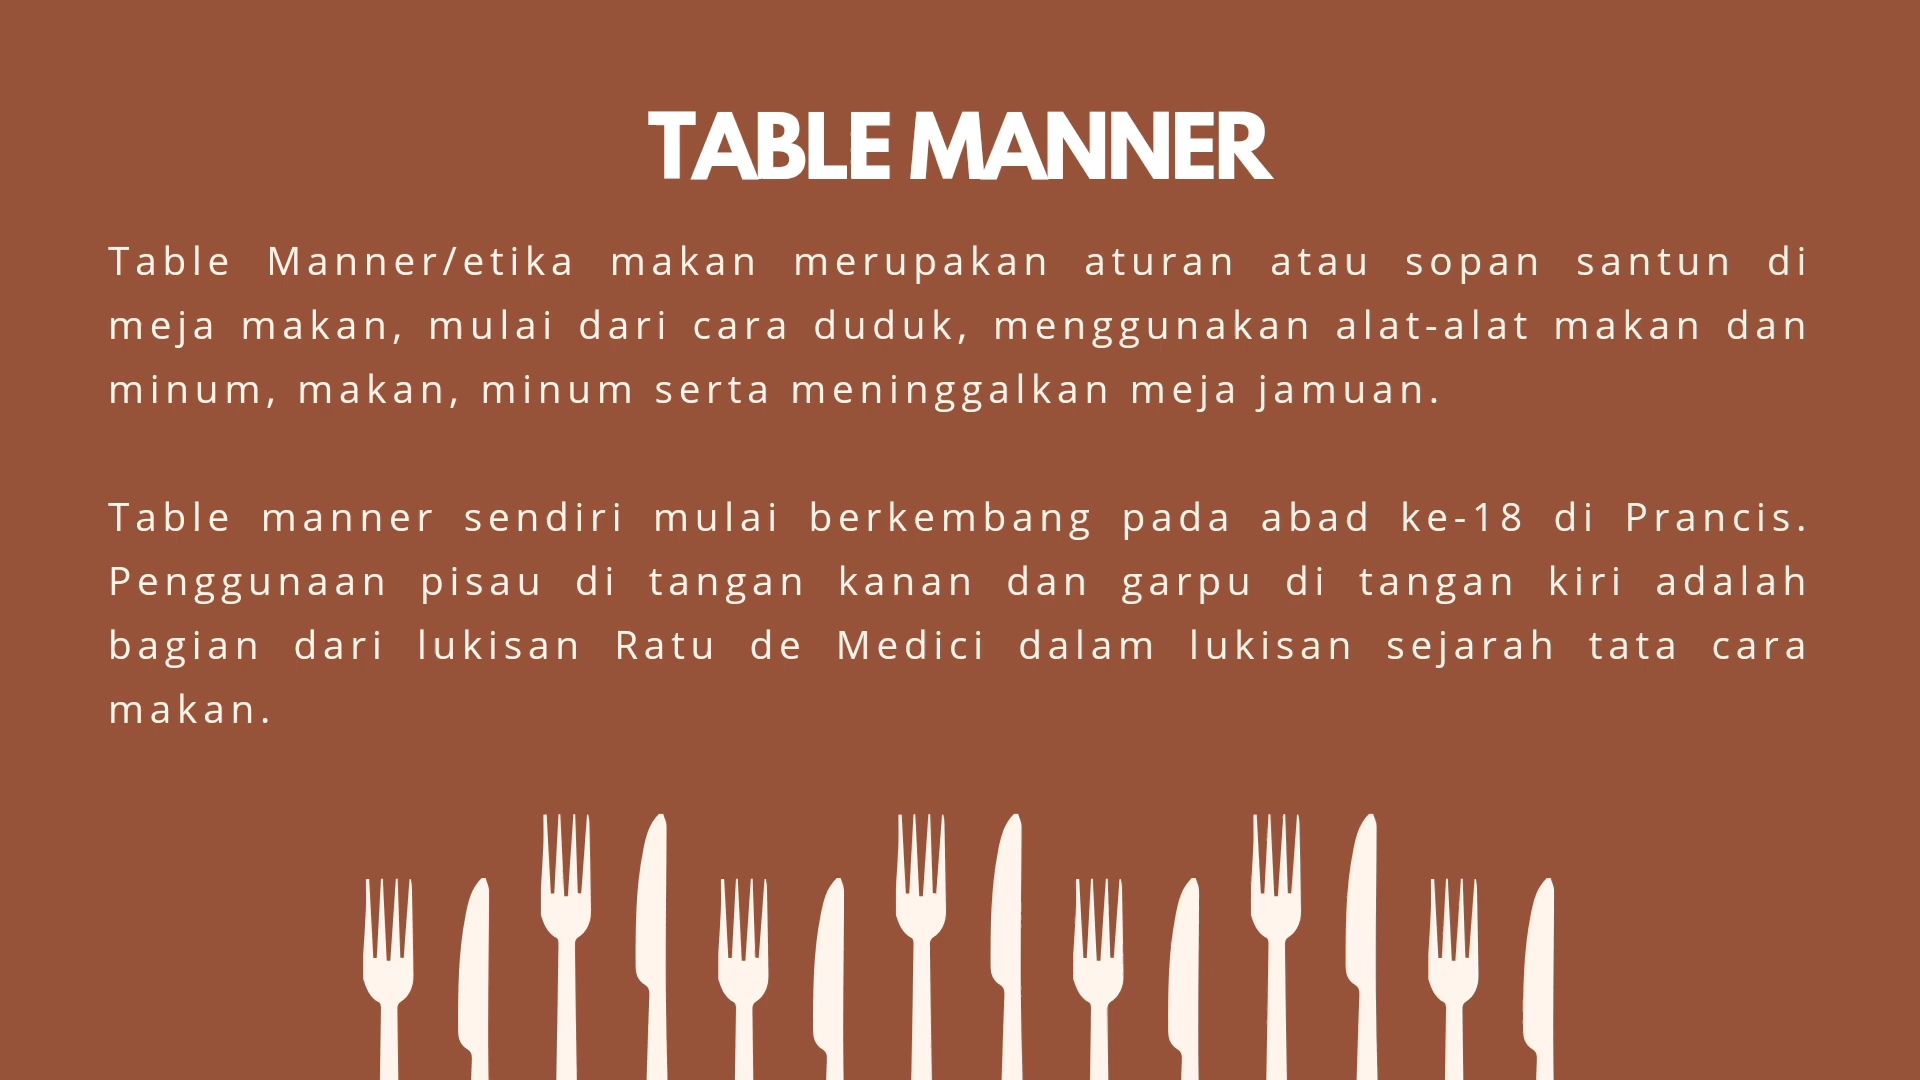 TABLE MANNER
Table Manner/etika makan merupakan aturan atau sopan santun di
meja makan, mulai dari cara duduk, menggunakan alat-alat makan dan
minum, makan, minum serta meninggalkan meja jamuan.
Table manner sendiri mulai berkembang pada abad ke-18 di Prancis.
Penggunaan pisau di tangan kanan dan garpu di tangan kiri adalah
bagian dari lukisan Ratu de Medici dalam lukisan sejarah tata cara
makan.